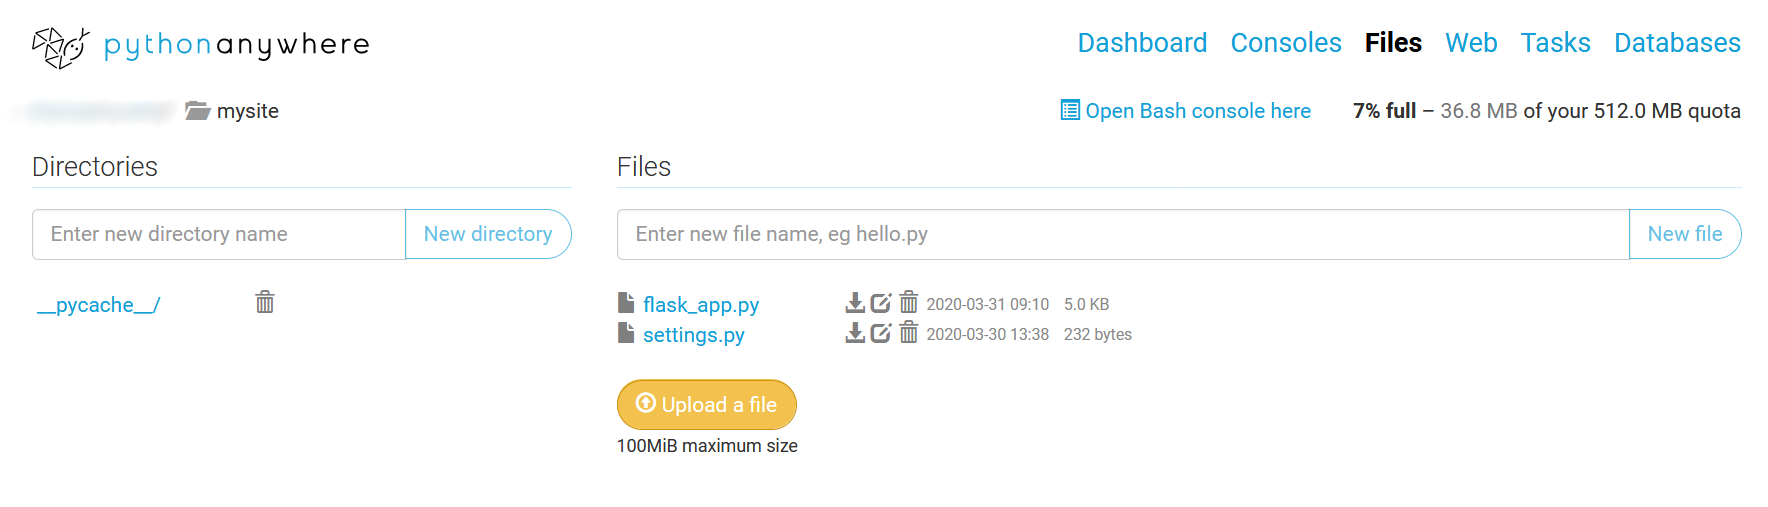 pythonanywhere
Dashboard Consoles Files Web Tasks Databases
mysite
Open Bash console here 7% full – 36.8 MB of your 512.0 MB quota
Directories
Enter new directory name New directory
__pycache__/
Files
Enter new file name, eg hello.py New file
flask_app.py 2020-03-31 09:10 5.0 KB
settings.py 2020-03-30 13:38 232 bytes
Upload a file
100MiB maximum size